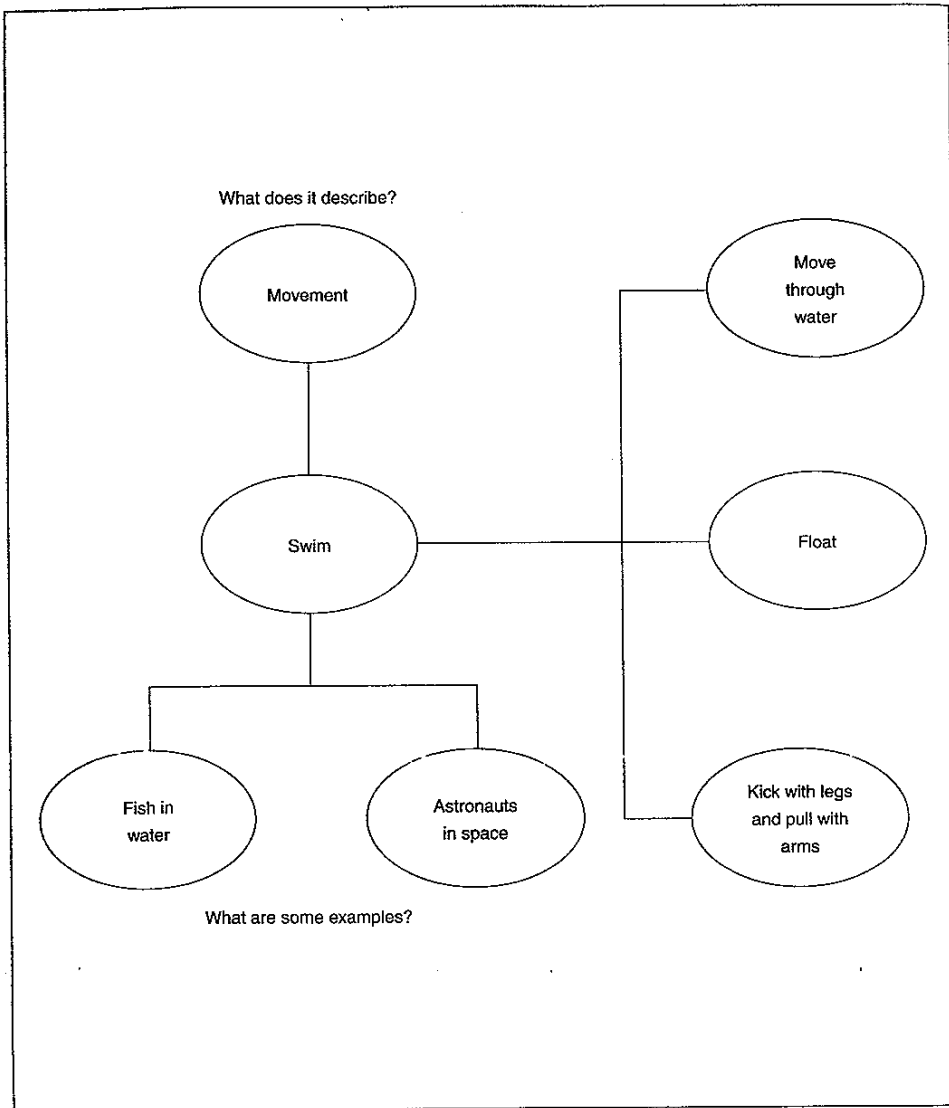 What does it describe?
Movement
Move
through
water
Swim
Float
Fish in
water
Astronauts
in space
Kick with legs
and pull with
arms
What are some examples?